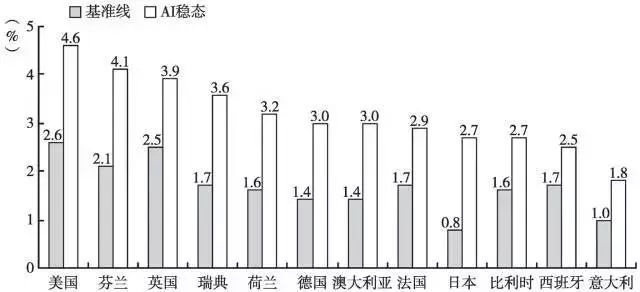 (%)
基准线 AI稳态
5
4
3
2
1
0
4.6 4.1 3.9 3.6 3.2 3.0 3.0 2.9 2.7 2.7 2.5 1.8
2.6 2.1 2.5 1.7 1.6 1.4 1.4 1.7 0.8 1.6 1.7 1.0
美国 芬兰 英国 瑞典 荷兰 德国 澳大利亚 法国 日本 比利时 西班牙 意大利